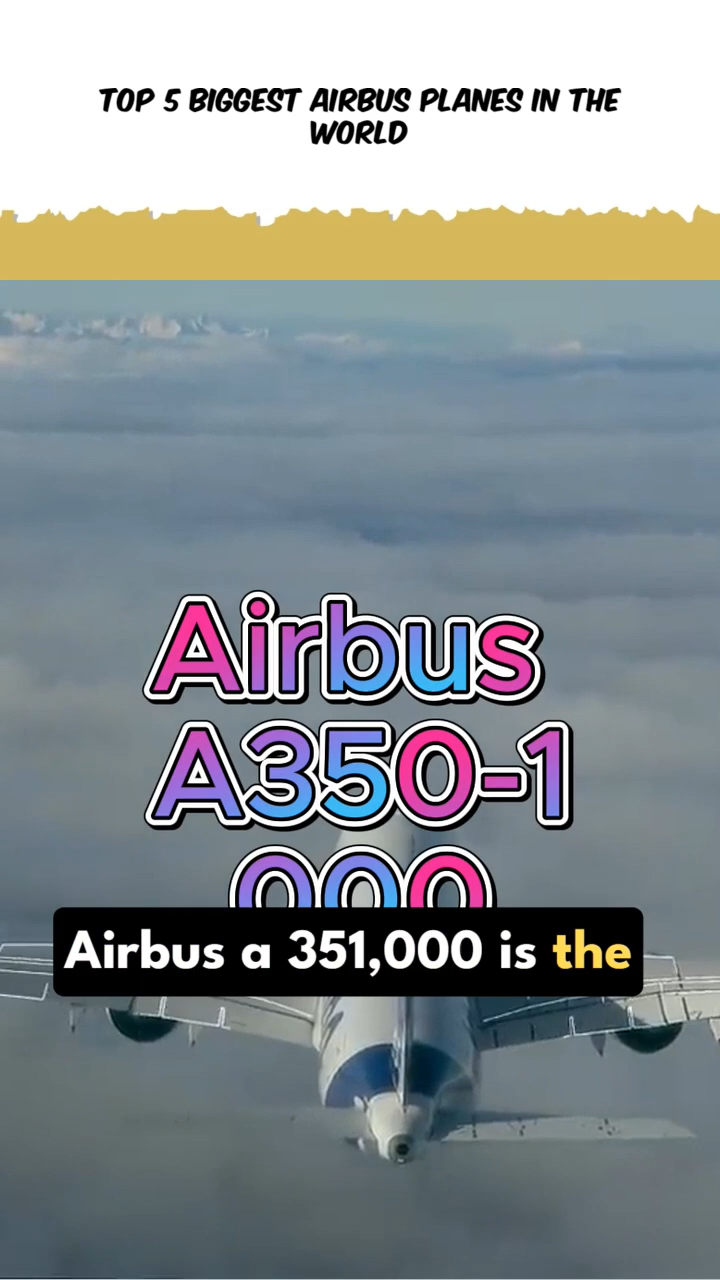 TOP 5 BIGGEST AIRBUS PLANES IN THE
WORLD
Airbus
A350-1
000
Airbus a 351,000 is the